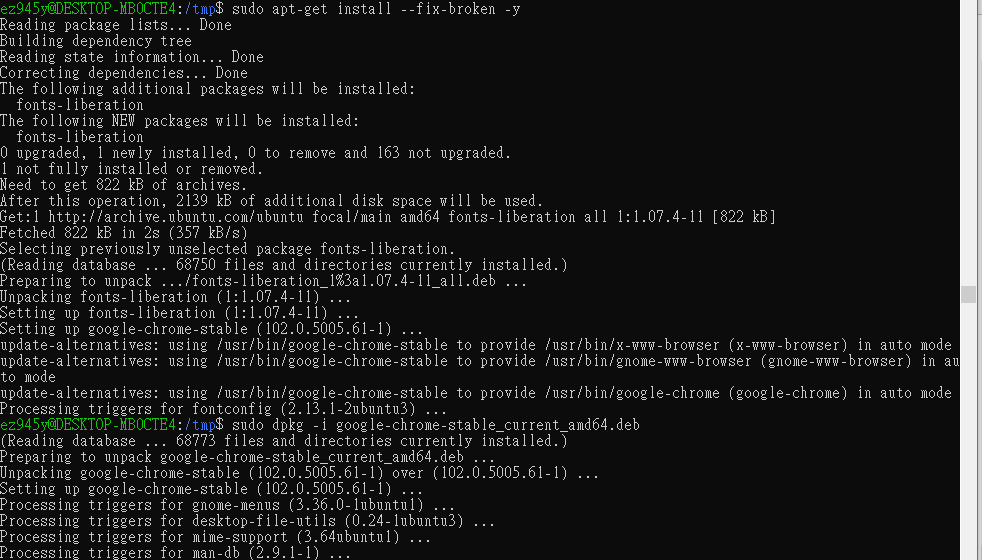 ez945y@DESKTOP-MBOCTE4:/tmp$ sudo apt-get install --fix-broken -y
Reading package lists... Done
Building dependency tree
Reading state information... Done
Correcting dependencies... Done
The following additional packages will be installed:
  fonts-liberation
The following NEW packages will be installed:
  fonts-liberation
0 upgraded, 1 newly installed, 0 to remove and 163 not upgraded.
1 not fully installed or removed.
Need to get 822 kB of archives.
After this operation, 2139 kB of additional disk space will be used.
Get:1 http://archive.ubuntu.com/ubuntu focal/main amd64 fonts-liberation all 1:1.07.4-11 [822 kB]
Fetched 822 kB in 2s (357 kB/s)
Selecting previously unselected package fonts-liberation.
(Reading database ... 68750 files and directories currently installed.)
Preparing to unpack .../fonts-liberation_1%3a1.07.4-11_all.deb ...
Unpacking fonts-liberation (1:1.07.4-11) ...
Setting up fonts-liberation (1:1.07.4-11) ...
Setting up google-chrome-stable (102.0.5005.61-1) ...
update-alternatives: using /usr/bin/google-chrome-stable to provide /usr/bin/x-www-browser (x-www-browser) in auto mode
update-alternatives: using /usr/bin/google-chrome-stable to provide /usr/bin/gnome-www-browser (gnome-www-browser) in au
to mode
update-alternatives: using /usr/bin/google-chrome-stable to provide /usr/bin/google-chrome (google-chrome) in auto mode
Processing triggers for fontconfig (2.13.1-2ubuntu3) ...
ez945y@DESKTOP-MBOCTE4:/tmp$ sudo dpkg -i google-chrome-stable_current_amd64.deb
(Reading database ... 68773 files and directories currently installed.)
Preparing to unpack google-chrome-stable_current_amd64.deb ...
Unpacking google-chrome-stable (102.0.5005.61-1) over (102.0.5005.61-1) ...
Setting up google-chrome-stable (102.0.5005.61-1) ...
Processing triggers for gnome-menus (3.36.0-1ubuntu1) ...
Processing triggers for desktop-file-utils (0.24-1ubuntu3) ...
Processing triggers for mime-support (3.64ubuntu1) ...
Processing triggers for man-db (2.9.1-1) ...